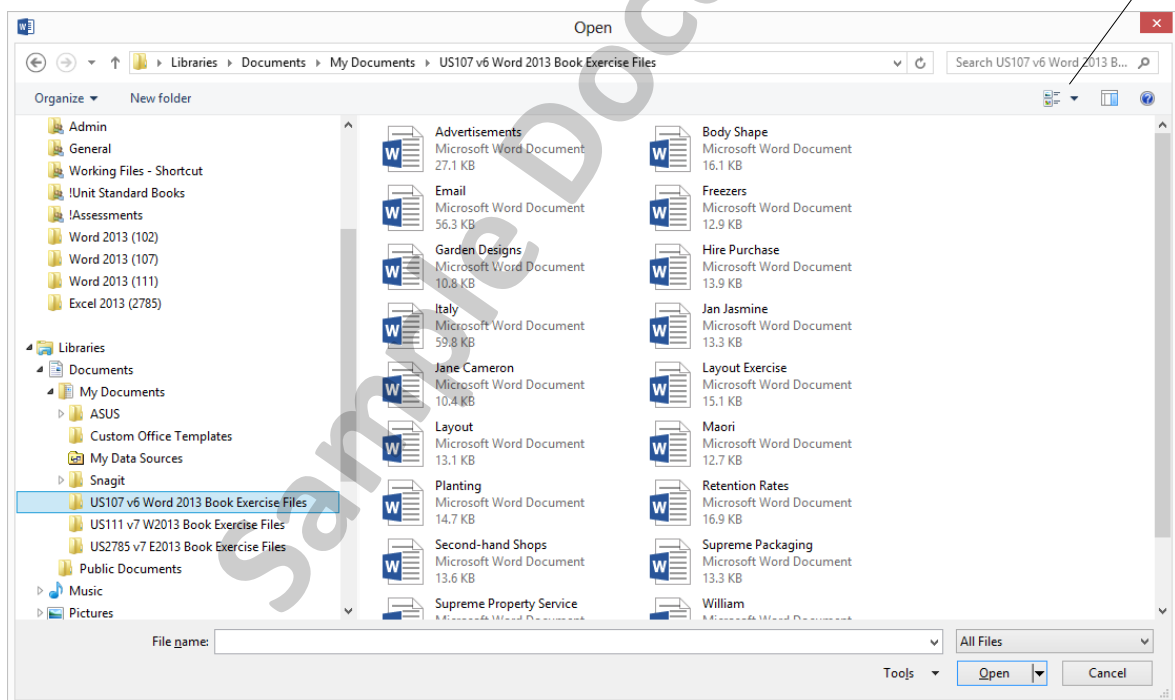 Open
Libraries Documents My Documents US107 v6 Word 2013 Book Exercise Files
Search US107 v6 Word 2013 B...
Organize New folder
Admin
General
Working Files - Shortcut
!Unit Standard Books
!Assessments
Word 2013 (102)
Word 2013 (107)
Word 2013 (111)
Excel 2013 (2785)
Libraries
Documents
My Documents
ASUS
Custom Office Templates
My Data Sources
Snagit
US107 v6 Word 2013 Book Exercise Files
US111 v7 W2013 Book Exercise Files
US2785 v7 E2013 Book Exercise Files
Public Documents
Music
Pictures
Advertisements
Microsoft Word Document
27.1 KB
Body Shape
Microsoft Word Document
16.1 KB
Email
Microsoft Word Document
56.3 KB
Freezers
Microsoft Word Document
12.9 KB
Garden Designs
Microsoft Word Document
10.8 KB
Hire Purchase
Microsoft Word Document
13.9 KB
Italy
Microsoft Word Document
59.8 KB
Jan Jasmine
Microsoft Word Document
13.3 KB
Jane Cameron
Microsoft Word Document
10.4 KB
Layout Exercise
Microsoft Word Document
15.1 KB
Layout
Microsoft Word Document
13.1 KB
Maori
Microsoft Word Document
12.7 KB
Planting
Microsoft Word Document
14.7 KB
Retention Rates
Microsoft Word Document
16.9 KB
Second-hand Shops
Microsoft Word Document
13.6 KB
Supreme Packaging
Microsoft Word Document
13.3 KB
Supreme Property Service
Microsoft Word Document
William
Microsoft Word Document
File name:
All Files
Tools
Open
Cancel
Sample Doc